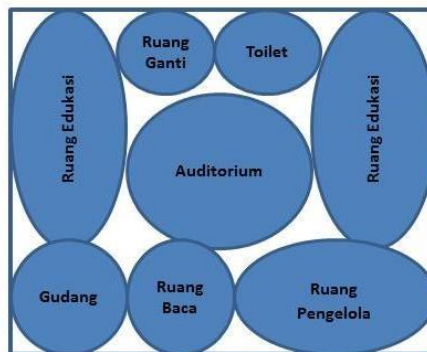 Ruang Edukasi
Ruang
Ganti
Toilet
Ruang Edukasi
Auditorium
Gudang
Ruang
Baca
Ruang
Pengelola